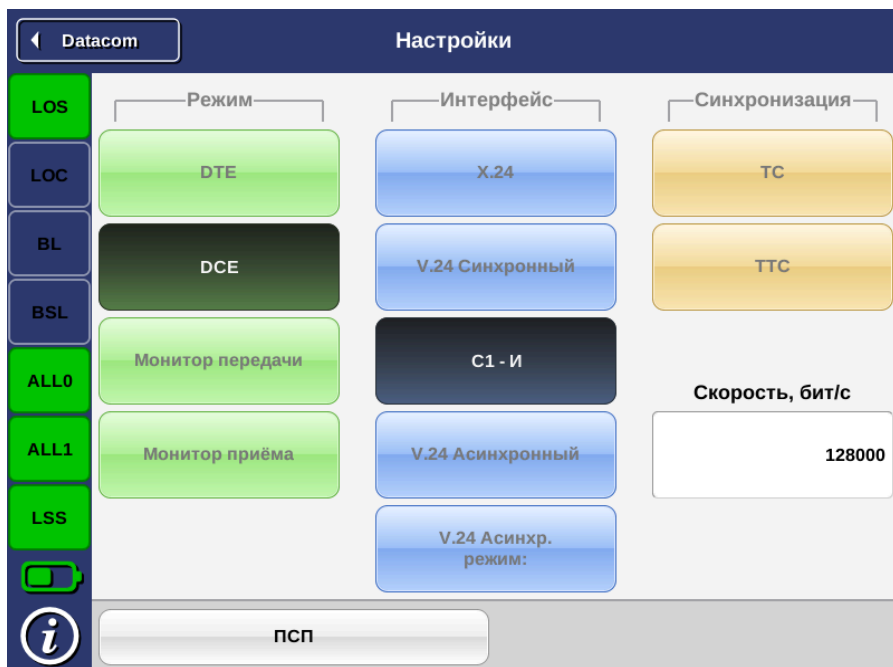 Datacom
Настройки
LOS
LOC
BL
BSL
ALL0
ALL1
LSS
Режим
DTE
DCE
Монитор передачи
Монитор приёма
Интерфейс
X.24
V.24 Синхронный
С1 - И
V.24 Асинхронный
V.24 Асинхр.
режим:
Синхронизация
TC
TTC
Скорость, бит/с
128000
i
ПСП